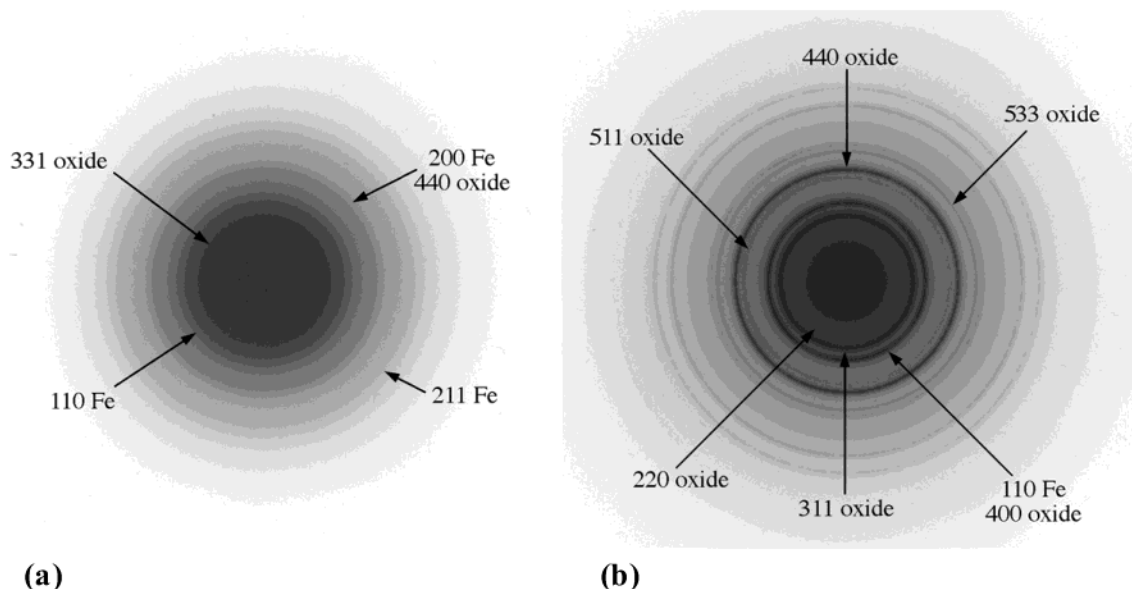 331 oxide
200 Fe
440 oxide
110 Fe
211 Fe
(a)
440 oxide
533 oxide
511 oxide
220 oxide
311 oxide
110 Fe
400 oxide
(b)